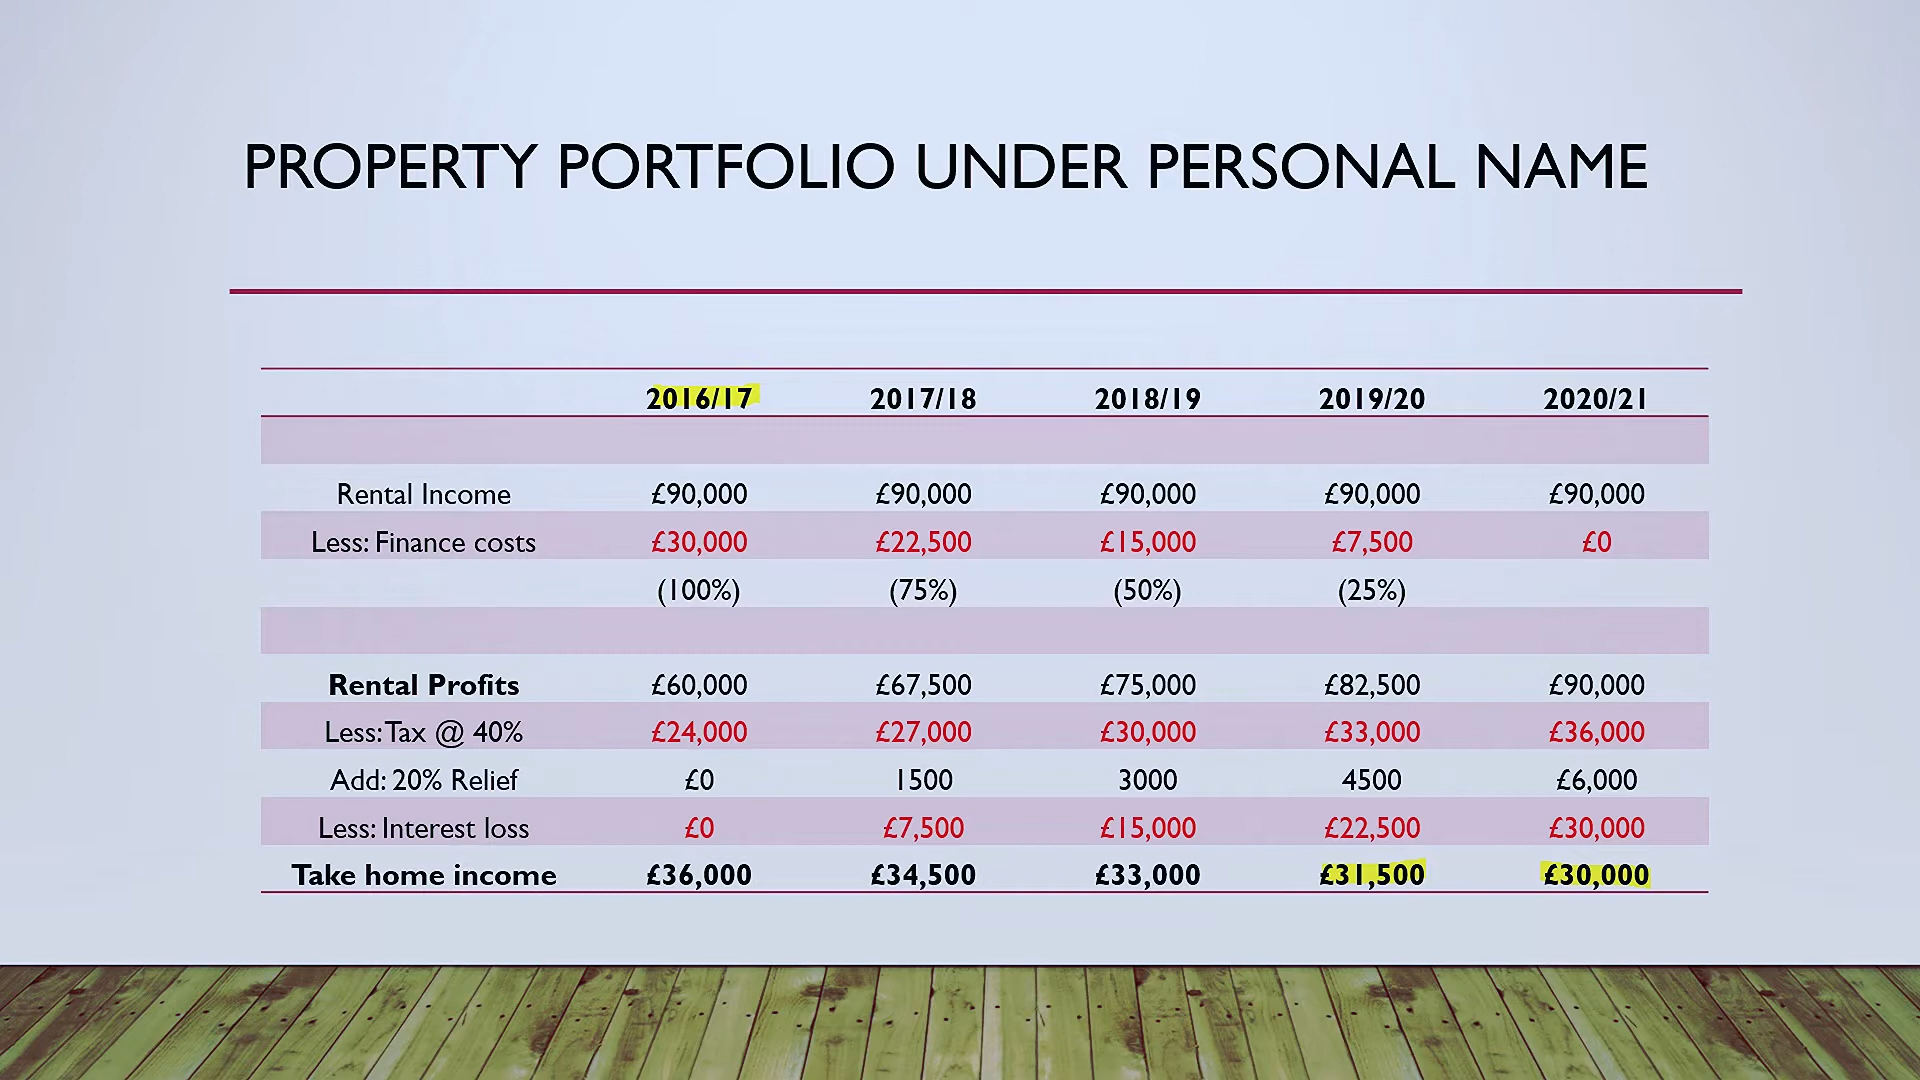 PROPERTY PORTFOLIO UNDER PERSONAL NAME
2016/17 2017/18 2018/19 2019/20 2020/21
Rental Income £90,000 £90,000 £90,000 £90,000 £90,000
Less: Finance costs £30,000 £22,500 £15,000 £7,500 £0
(100%) (75%) (50%) (25%)
Rental Profits £60,000 £67,500 £75,000 £82,500 £90,000
Less: Tax @ 40% £24,000 £27,000 £30,000 £33,000 £36,000
Add: 20% Relief £0 1500 3000 4500 £6,000
Less: Interest loss £0 £7,500 £15,000 £22,500 £30,000
Take home income £36,000 £34,500 £33,000 £31,500 £30,000